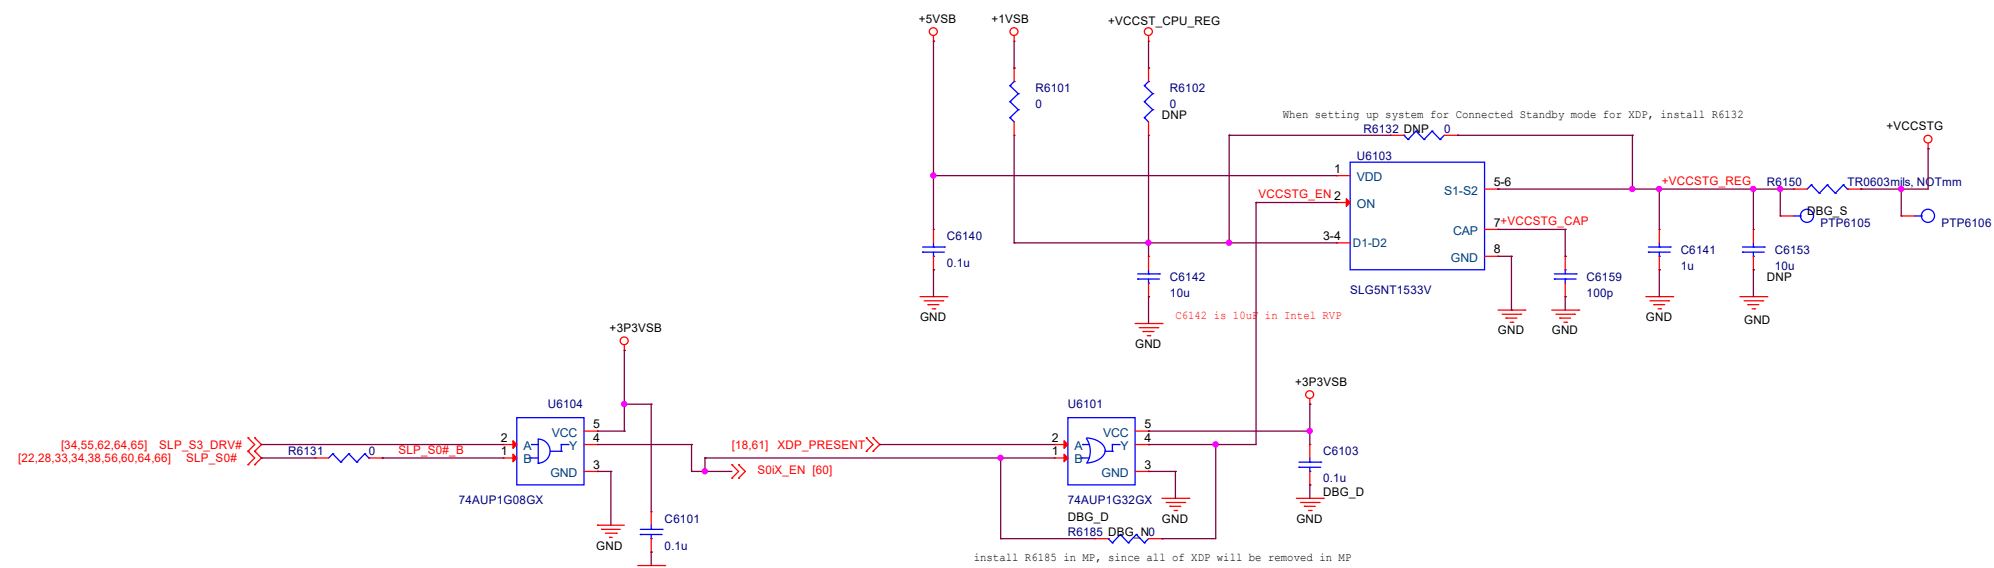 +5VSB
+1VSB
+VCCST_CPU_REG
R6101
0
R6102
0
DNP
When setting up system for Connected Standby mode for XDP, install R6132
R6132 DNP 0
+VCCSTG
U6103
1
VDD
VCCSTG_EN 2
ON
S1-S2
5-6
+VCCSTG_REG
R6150
TR0603mils, NOTmm
DBG_S
PTP6105
PTP6106
3-4
D1-D2
CAP
7
+VCCSTG_CAP
GND
8
C6140
0.1u
GND
C6142
10u
GND
C6142 is 10uF in Intel RVP
SLG5NT1533V
C6159
100p
GND
GND
C6141
1u
GND
C6153
10u
DNP
GND
+3P3VSB
U6104
[34,55,62,64,65] SLP_S3_DRV#
[22,28,33,34,38,56,60,64,66] SLP_S0#
R6131
0
SLP_S0#_B
2
1
A
B
VCC
Y
GND
5
4
3
74AUP1G08GX
GND
C6101
0.1u
[18,61] XDP_PRESENT
S0iX_EN [60]
U6101
2
1
A
B
VCC
Y
GND
5
4
3
74AUP1G32GX
DBG_D
GND
R6185 DBG_N0
+3P3VSB
C6103
0.1u
DBG_D
GND
install R6185 in MP, since all of XDP will be removed in MP